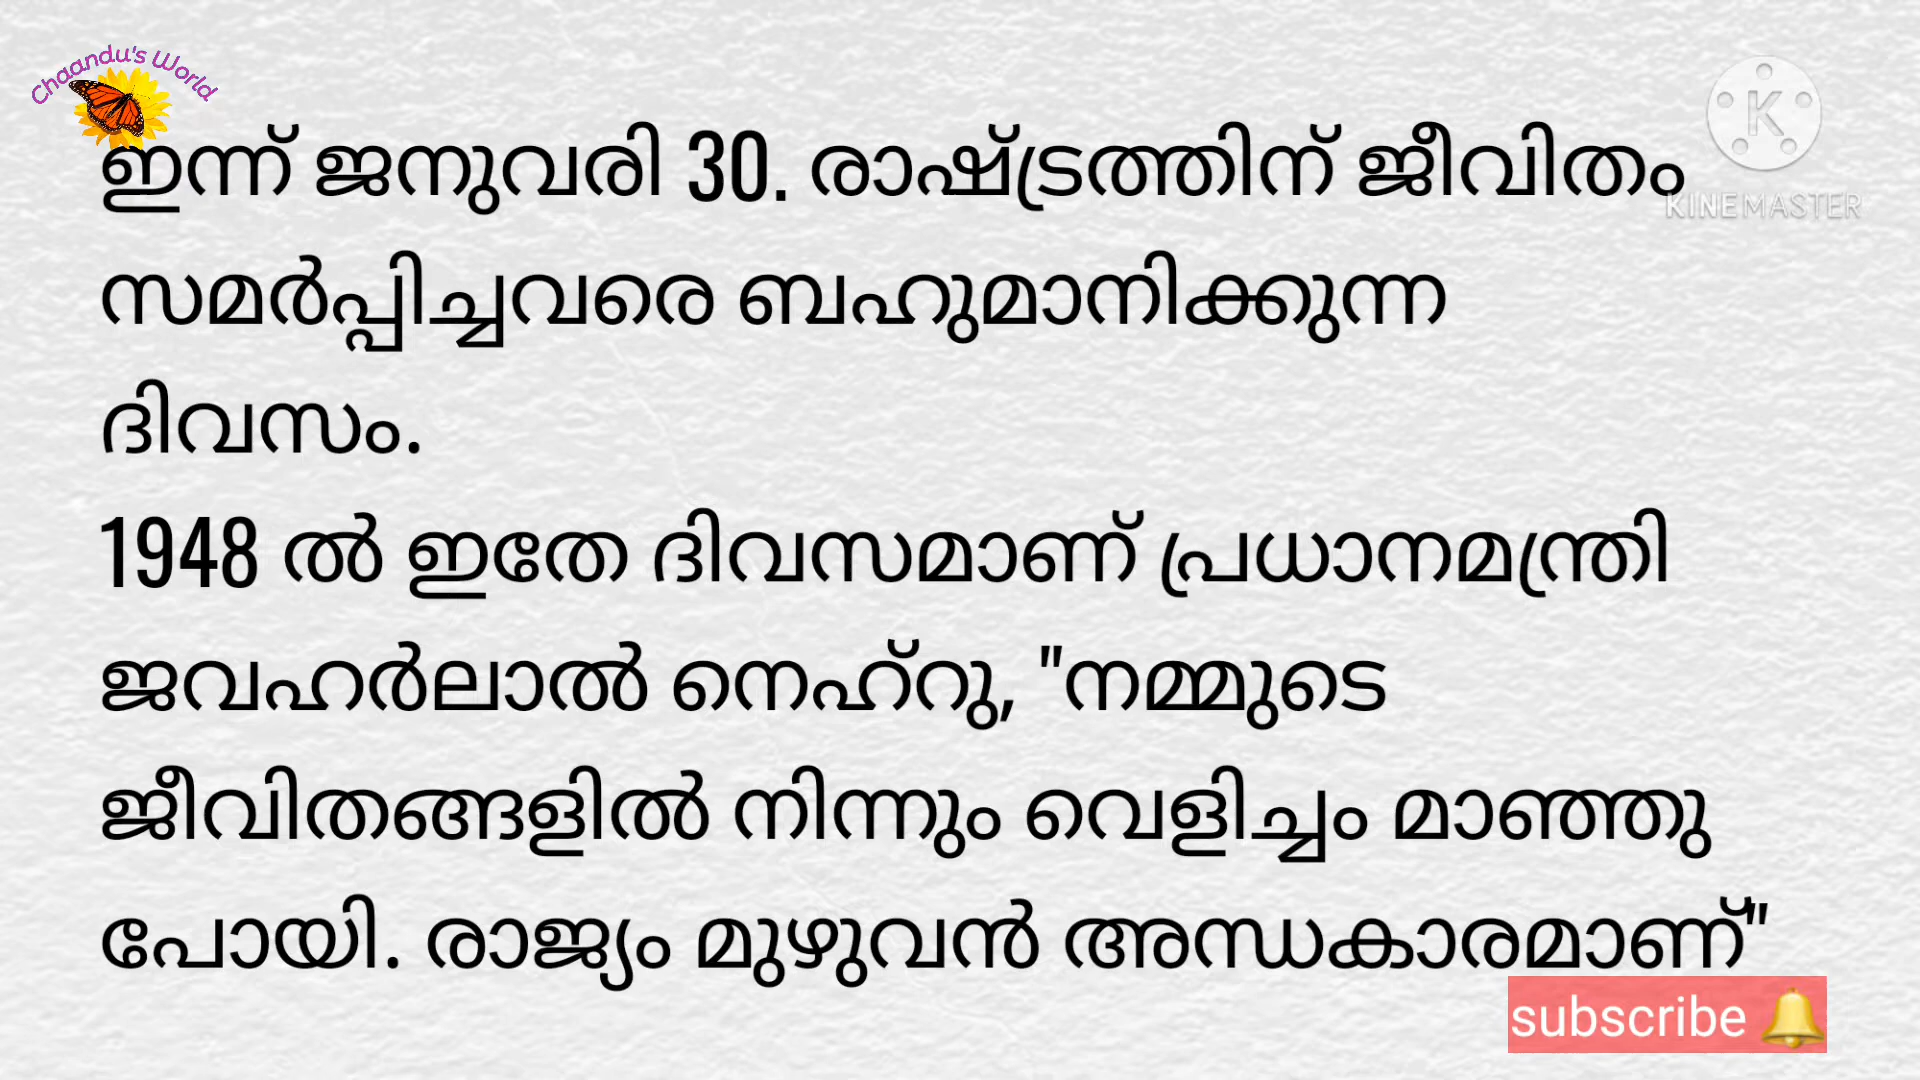 Chaandu's World
K
KINEMASTER
ഇന്ന് ജനുവരി 30. രാഷ്ട്രത്തിന് ജീവിതം
സമർപ്പിച്ചവരെ ബഹുമാനിക്കുന്ന
ദിവസം.
1948 ൽ ഇതേ ദിവസമാണ് പ്രധാനമന്ത്രി
ജവഹർലാൽ നെഹ്റു, "നമ്മുടെ
ജീവിതങ്ങളിൽ നിന്നും വെളിച്ചം മാഞ്ഞു
പോയി. രാജ്യം മുഴുവൻ അന്ധകാരമാണ്"
subscribe